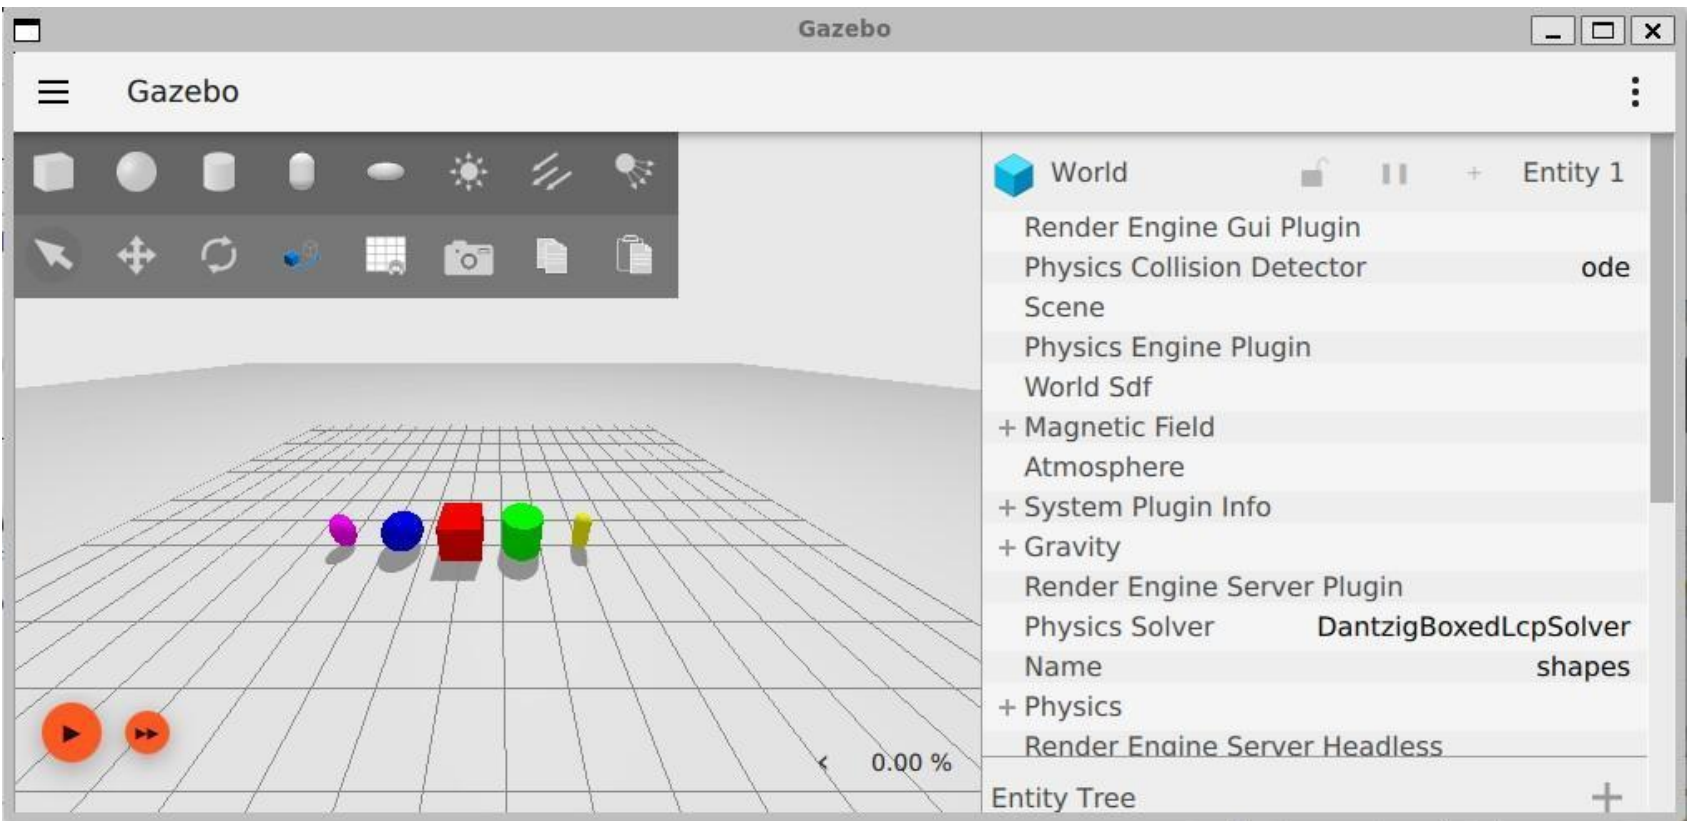 Gazebo
Gazebo
World Entity 1
Render Engine Gui Plugin
Physics Collision Detector ode
Scene
Physics Engine Plugin
World Sdf
+ Magnetic Field
Atmosphere
+ System Plugin Info
+ Gravity
Render Engine Server Plugin
Physics Solver DantzigBoxedLcpSolver
Name shapes
+ Physics
Render Engine Server Headless
< 0.00 %
Entity Tree